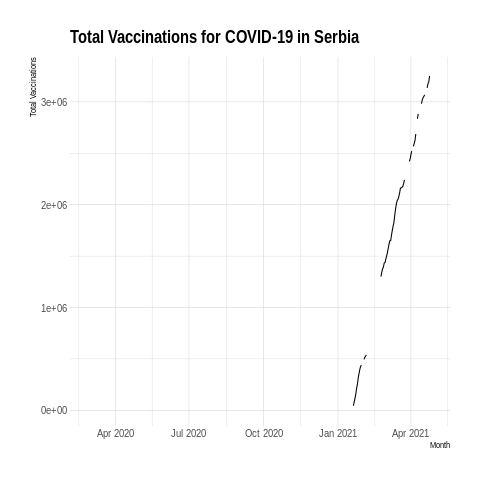 Total Vaccinations for COVID-19 in Serbia
Total Vaccinations
3e+06
2e+06
1e+06
0e+00
Apr 2020 Jul 2020 Oct 2020 Jan 2021 Apr 2021
Month